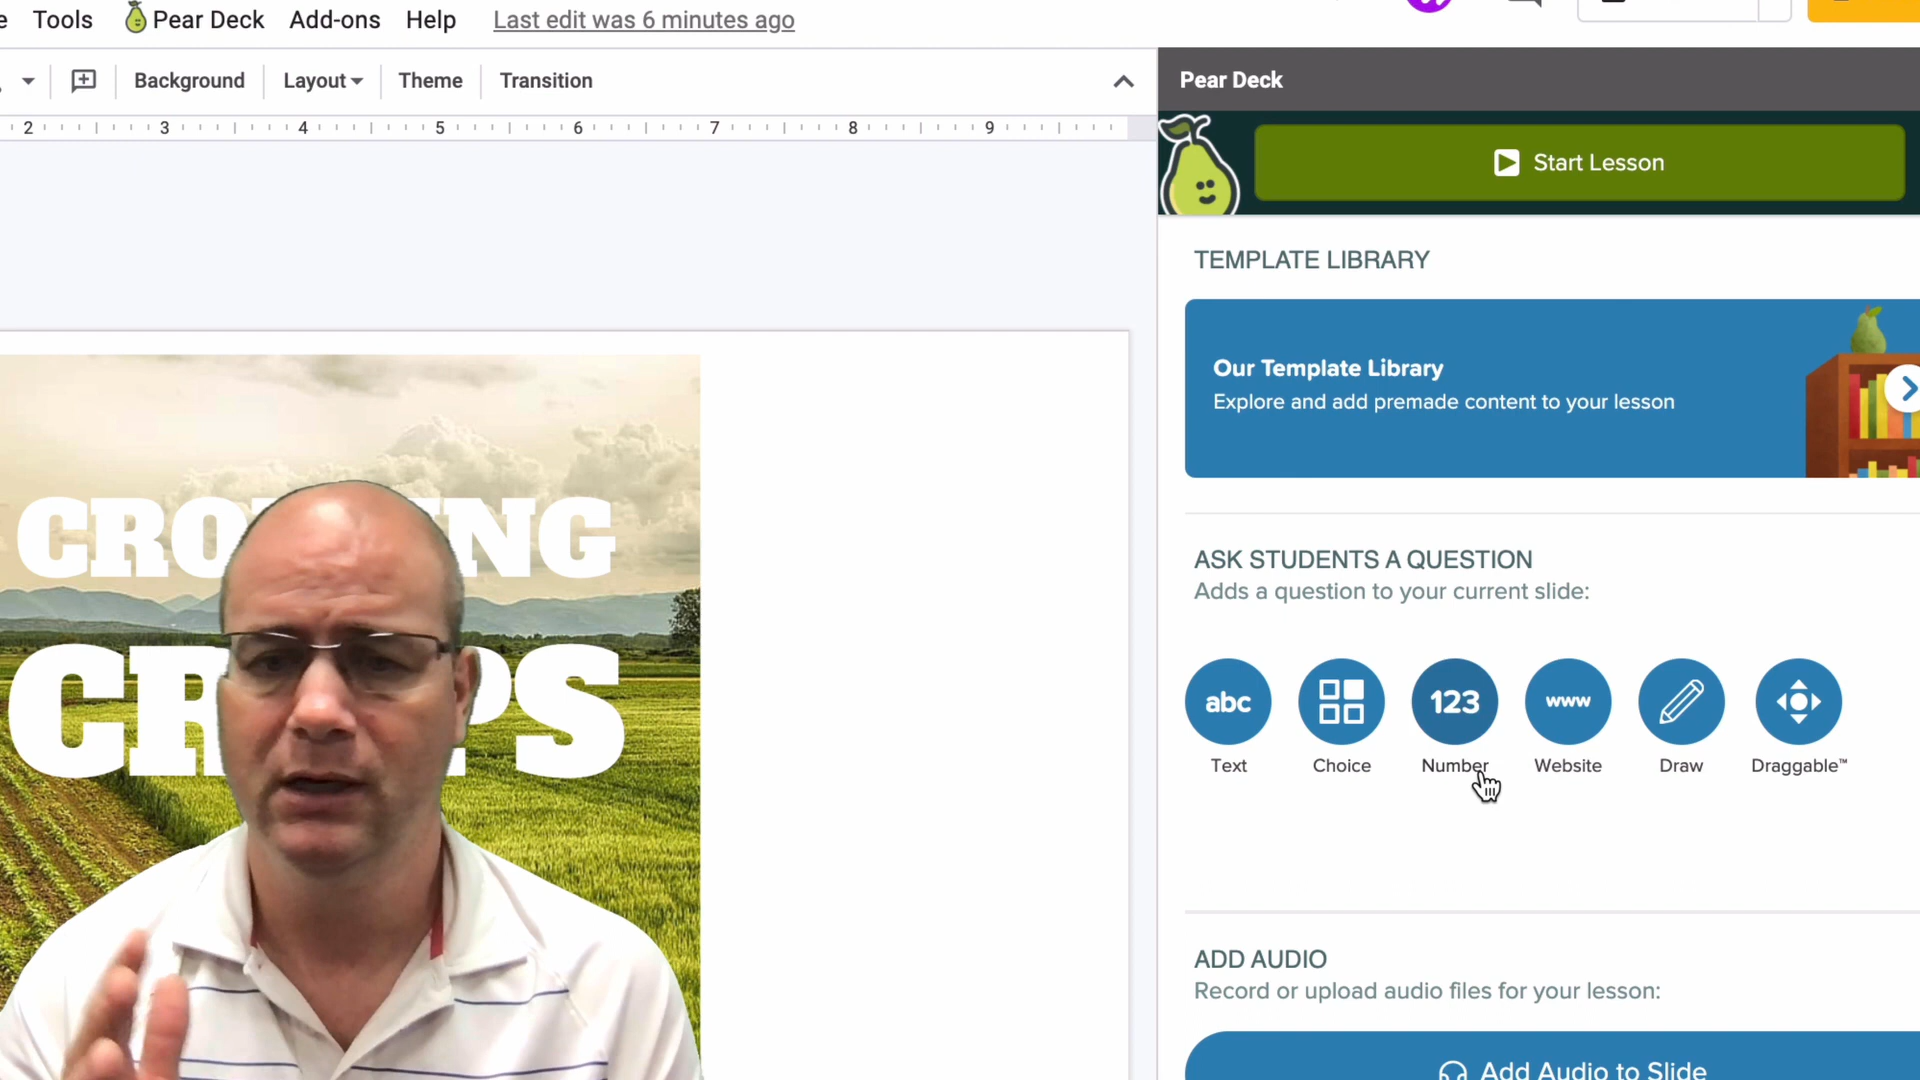 Tools Pear Deck Add-ons Help Last edit was 6 minutes ago
Background Layout Theme Transition
Pear Deck
2 3 4 5 6 7 8 9
Start Lesson
TEMPLATE LIBRARY
Our Template Library
Explore and add premade content to your lesson
ASK STUDENTS A QUESTION
Adds a question to your current slide:
abc 123 www
Text Choice Number Website Draw Draggable™
ADD AUDIO
Record or upload audio files for your lesson:
Add Audio to Slide